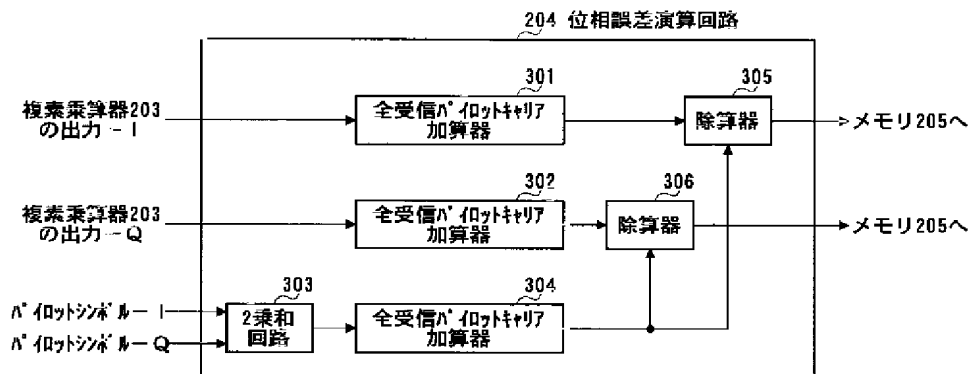 204 位相誤差演算回路
301
305
複素乗算器203
の出力-I
全受信パイロットキャリア
加算器
除算器
メモリ205へ
302
306
複素乗算器203
の出力-Q
全受信パイロットキャリア
加算器
除算器
メモリ205へ
303
304
パイロットシンボル-I
パイロットシンボル-Q
2乗和
回路
全受信パイロットキャリア
加算器